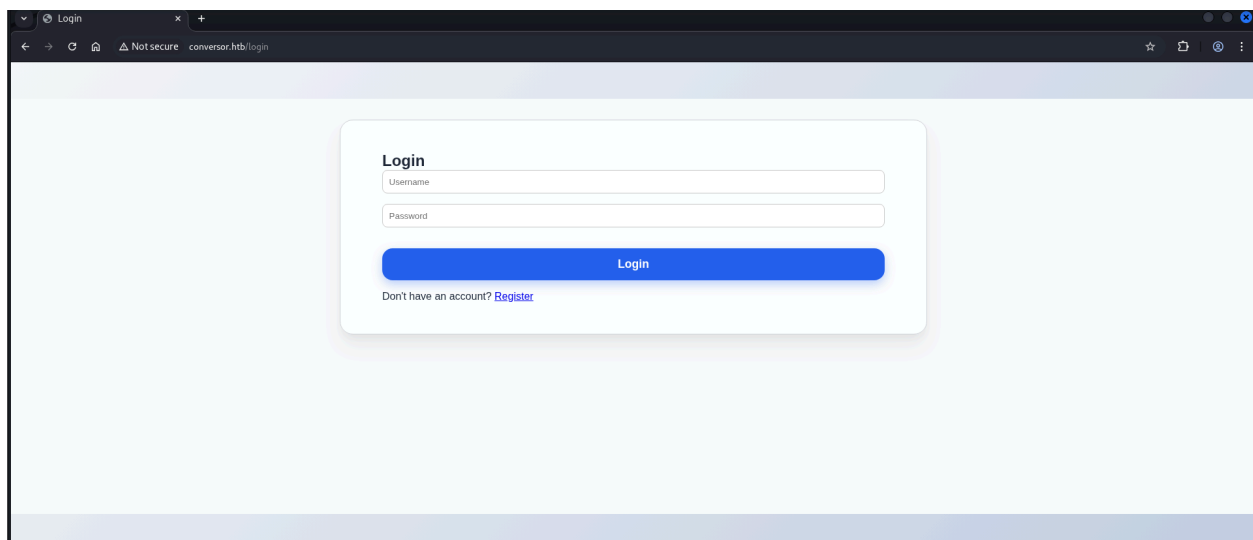 Login
Not secure conversor.htb/login
Login
Username
Password
Login
Don't have an account? Register